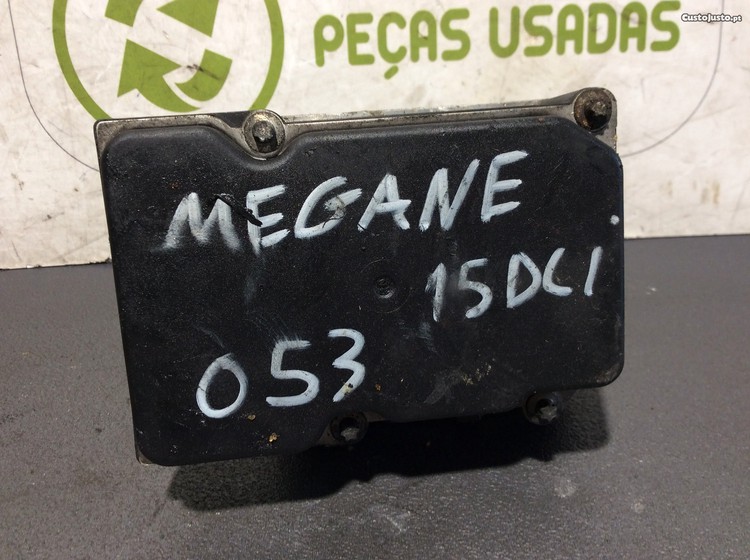 CustoJusto.pt
PEÇAS USADAS
MEGANE
15DCI
053